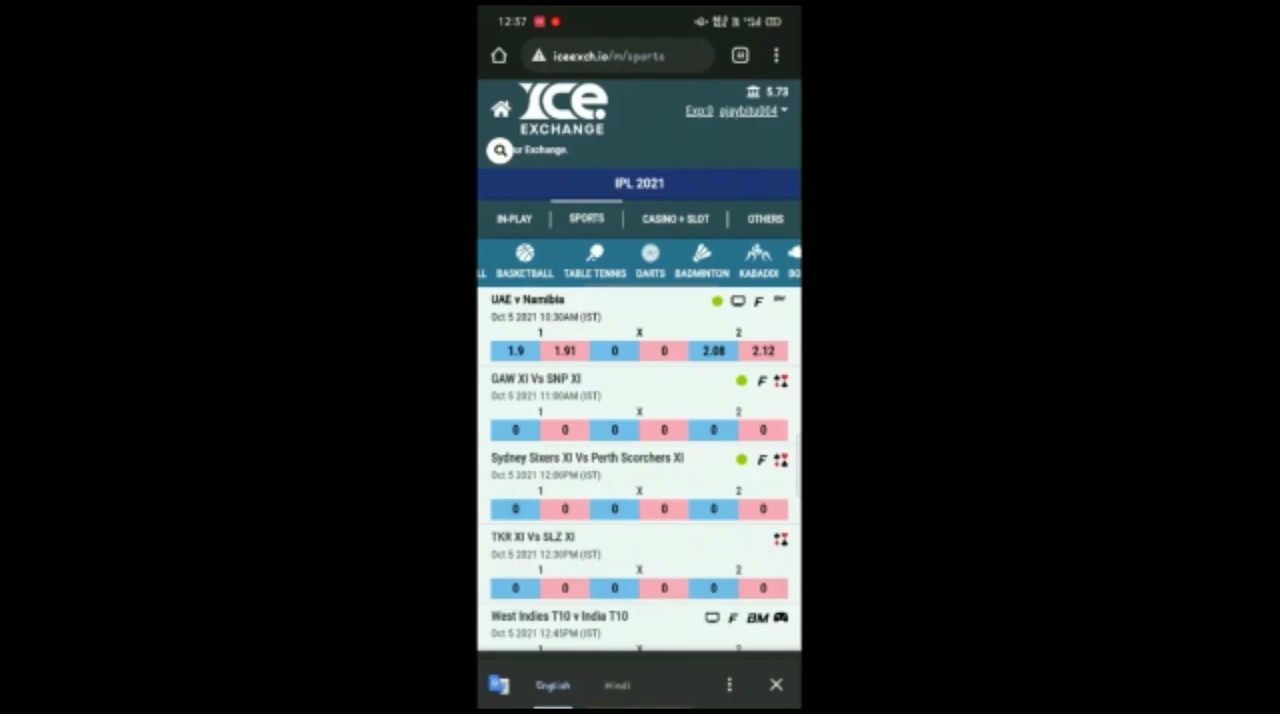 12:57
iceexch.io/m/sports
ICE
EXCHANGE
5.73
Exp:0 ajaybitu004
ur Exchange.
IPL 2021
IN-PLAY
SPORTS
CASINO + SLOT
OTHERS
LL
BASKETBALL
TABLE TENNIS
DARTS
BADMINTON
KABADDI
BO
UAE v Namibia
F
Oct 5 2021 10:30AM (IST)
1 X 2
1.9 1.91 0 0 2.08 2.12
GAW XI Vs SNP XI
F
Oct 5 2021 11:00AM (IST)
1 X 2
0 0 0 0 0 0
Sydney Sixers XI Vs Perth Scorchers XI
F
Oct 5 2021 12:00PM (IST)
1 X 2
0 0 0 0 0 0
TKR XI Vs SLZ XI
Oct 5 2021 12:30PM (IST)
1 X 2
0 0 0 0 0 0
West Indies T10 v India T10
F BM
Oct 5 2021 12:45PM (IST)
English
Hindi